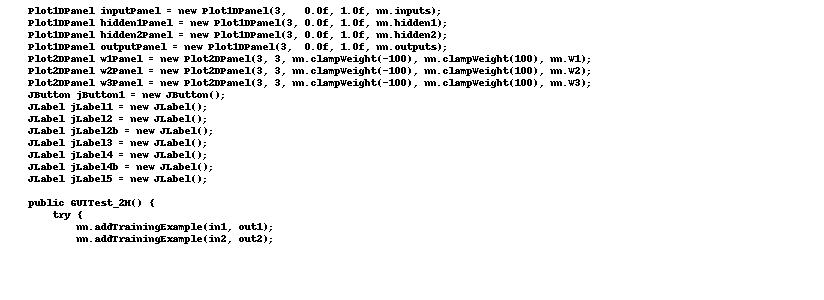 Plot1DPanel inputPanel = new Plot1DPanel(3,   0.0f, 1.0f, nn.inputs);
Plot1DPanel hidden1Panel = new Plot1DPanel(3, 0.0f, 1.0f, nn.hidden1);
Plot1DPanel hidden2Panel = new Plot1DPanel(3, 0.0f, 1.0f, nn.hidden2);
Plot1DPanel outputPanel = new Plot1DPanel(3,  0.0f, 1.0f, nn.outputs);
Plot2DPanel w1Panel = new Plot2DPanel(3, 3, nn.clampWeight(-100), nn.clampWeight(100), nn.W1);
Plot2DPanel w2Panel = new Plot2DPanel(3, 3, nn.clampWeight(-100), nn.clampWeight(100), nn.W2);
Plot2DPanel w3Panel = new Plot2DPanel(3, 3, nn.clampWeight(-100), nn.clampWeight(100), nn.W3);
JButton jButton1 = new JButton();
JLabel jLabel1 = new JLabel();
JLabel jLabel2 = new JLabel();
JLabel jLabel2b = new JLabel();
JLabel jLabel3 = new JLabel();
JLabel jLabel4 = new JLabel();
JLabel jLabel4b = new JLabel();
JLabel jLabel5 = new JLabel();

public GUITest_2H() {
    try {
        nn.addTrainingExample(in1, out1);
        nn.addTrainingExample(in2, out2);